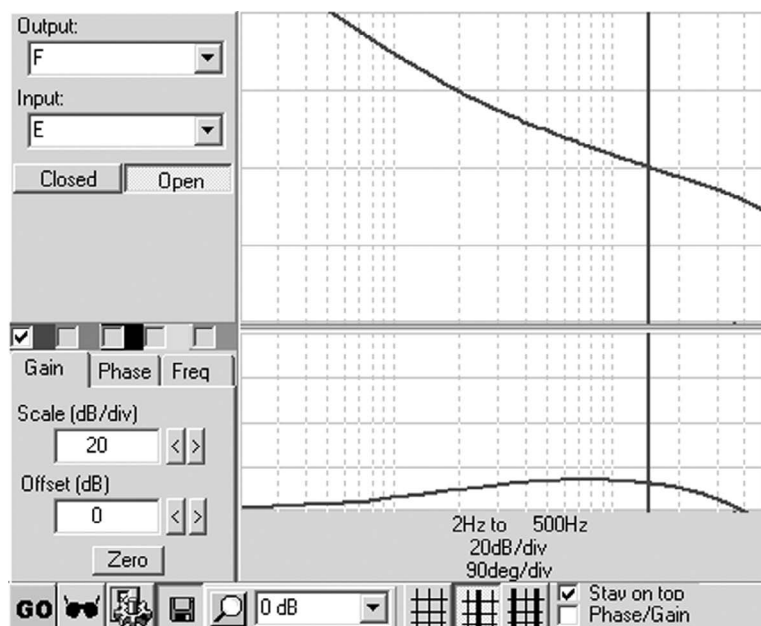 Output:
F
Input:
E
Closed Open
Gain Phase Freq
Scale (dB/div)
20 < >
Offset (dB)
0 < >
Zero
2Hz to 500Hz
20dB/div
90deg/div
GO 0 dB
Stay on top
Phase/Gain